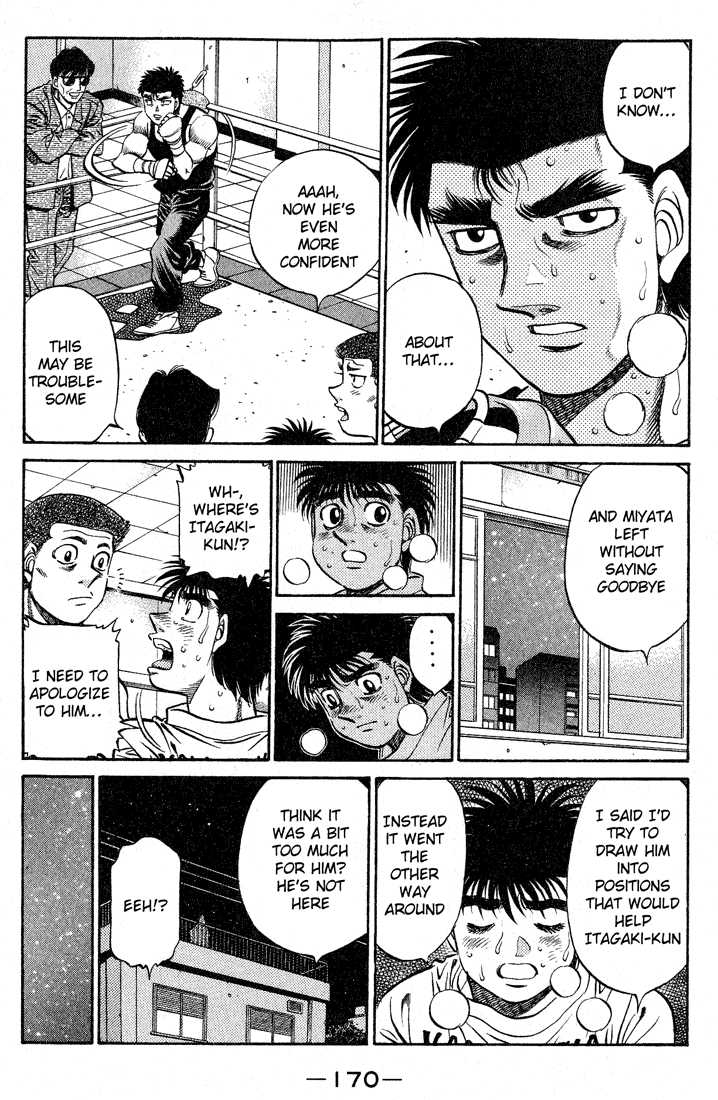 I DON'T
KNOW...
ABOUT
THAT...
AAAH,
NOW HE'S
EVEN
MORE
CONFIDENT
THIS
MAY BE
TROUBLE-
SOME
AND MIYATA
LEFT
WITHOUT
SAYING
GOODBYE
....
WH-,
WHERE'S
ITAGAKI-
KUN!?
I NEED TO
APOLOGIZE
TO HIM...
I SAID I'D
TRY TO
DRAW HIM
INTO
POSITIONS
THAT WOULD
HELP
ITAGAKI-KUN
INSTEAD
IT WENT
THE
OTHER
WAY
AROUND
THINK IT
WAS A BIT
TOO MUCH
FOR HIM?
HE'S NOT
HERE
EEH!?
—170—